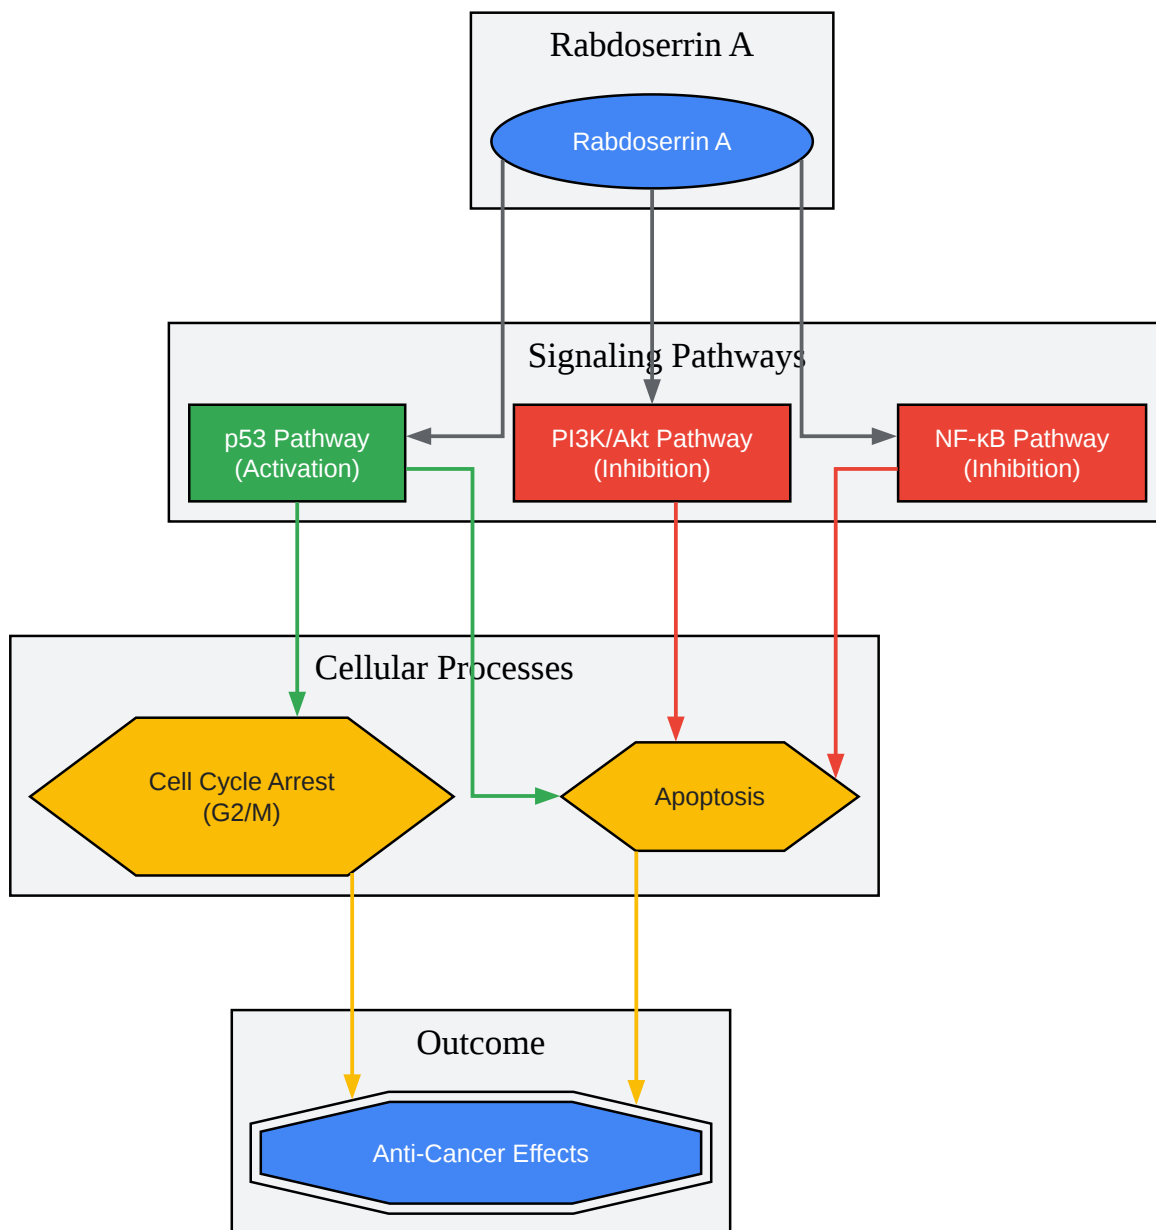 Rabdoserrin A
Rabdoserrin A
Signaling Pathways
p53 Pathway
(Activation)
PI3K/Akt Pathway
(Inhibition)
NF-κB Pathway
(Inhibition)
Cellular Processes
Cell Cycle Arrest
(G2/M)
Apoptosis
Outcome
Anti-Cancer Effects